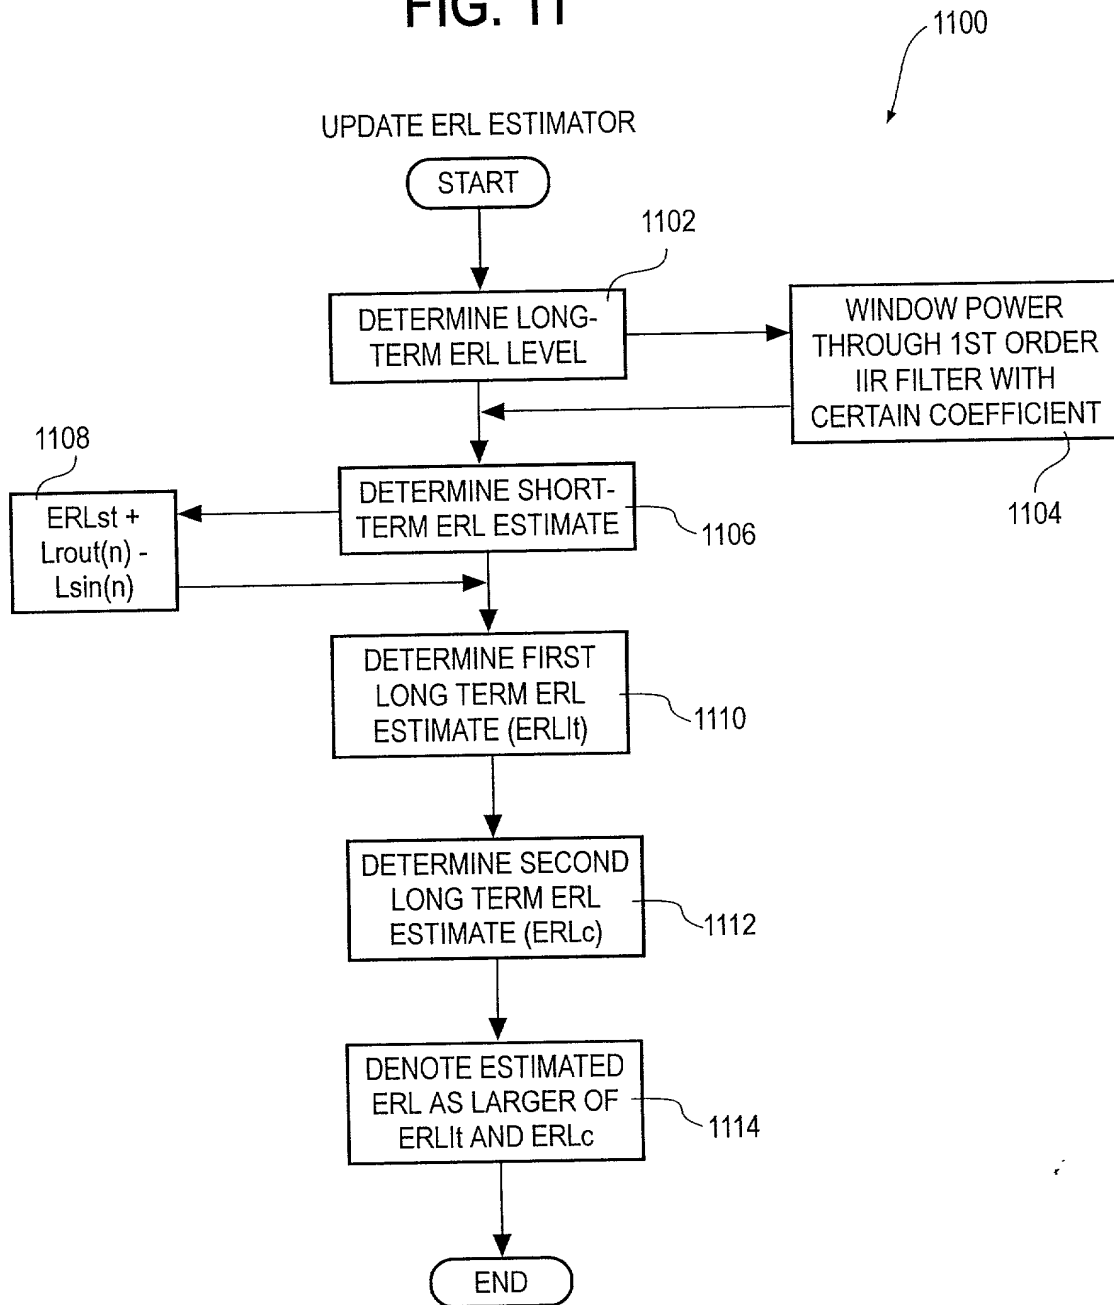 FIG. 11
1100
UPDATE ERL ESTIMATOR
START
1102
DETERMINE LONG-
TERM ERL LEVEL
WINDOW POWER
THROUGH 1ST ORDER
IIR FILTER WITH
CERTAIN COEFFICIENT
1104
1108
ERLst +
Lrout(n) -
Lsin(n)
DETERMINE SHORT-
TERM ERL ESTIMATE
1106
DETERMINE FIRST
LONG TERM ERL
ESTIMATE (ERLlt)
1110
DETERMINE SECOND
LONG TERM ERL
ESTIMATE (ERLc)
1112
DENOTE ESTIMATED
ERL AS LARGER OF
ERLlt AND ERLc
1114
END